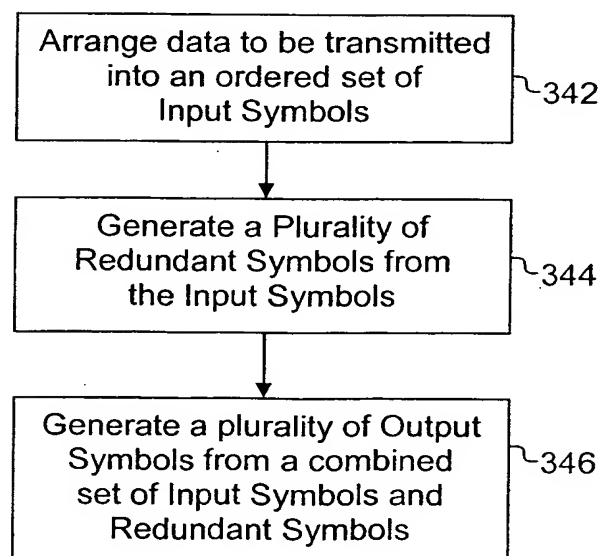 Arrange data to be transmitted
into an ordered set of
Input Symbols
342
Generate a Plurality of
Redundant Symbols from
the Input Symbols
344
Generate a plurality of Output
Symbols from a combined
set of Input Symbols and
Redundant Symbols
346